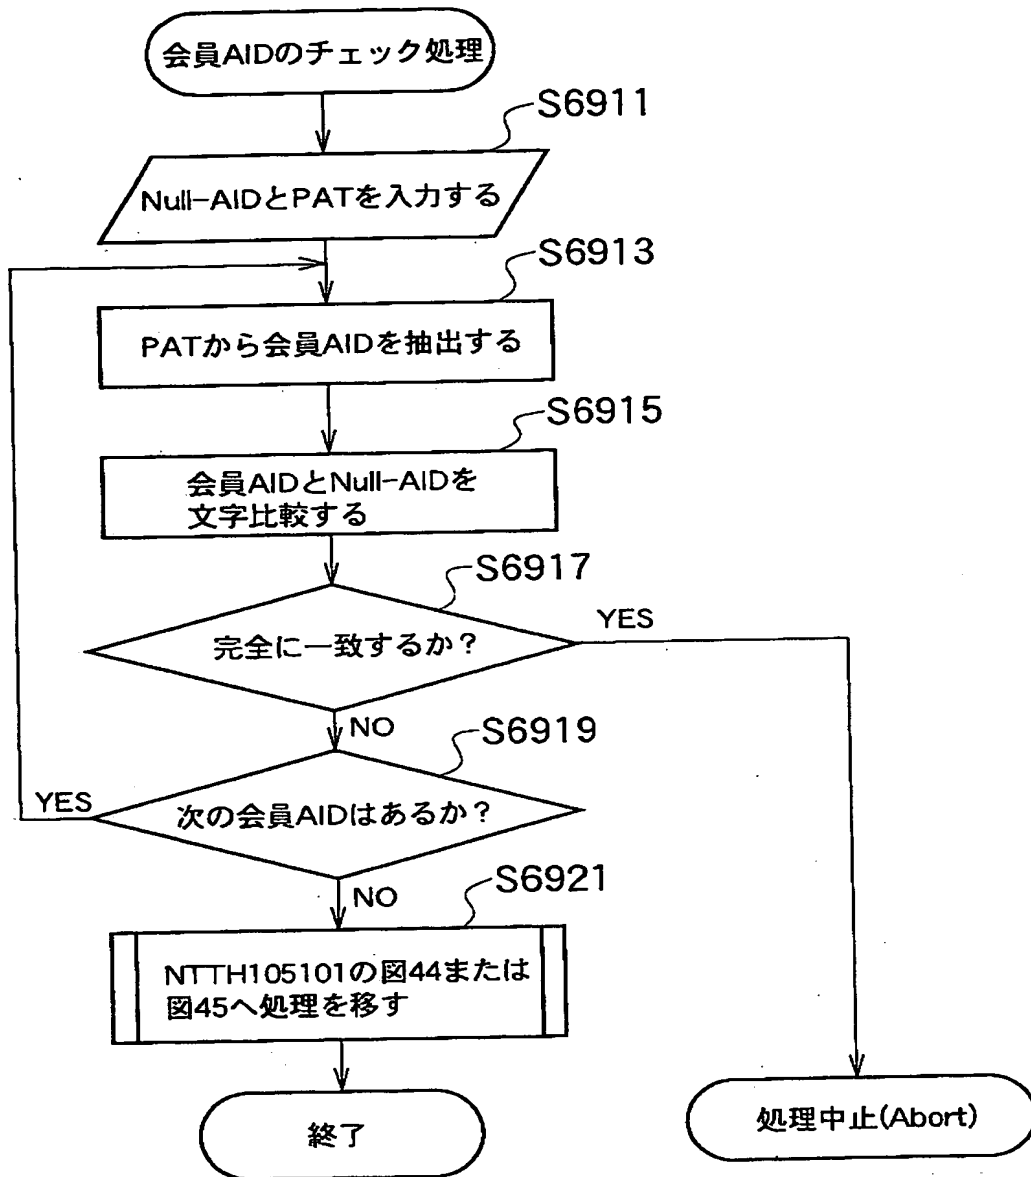 会員AIDのチェック処理
S6911
Null-AIDとPATを入力する
S6913
PATから会員AIDを抽出する
S6915
会員AIDとNull-AIDを
文字比較する
S6917
完全に一致するか？
YES
NO
S6919
次の会員AIDはあるか？
YES
NO
S6921
NTTH105101の図44または
図45へ処理を移す
終了
処理中止(Abort)